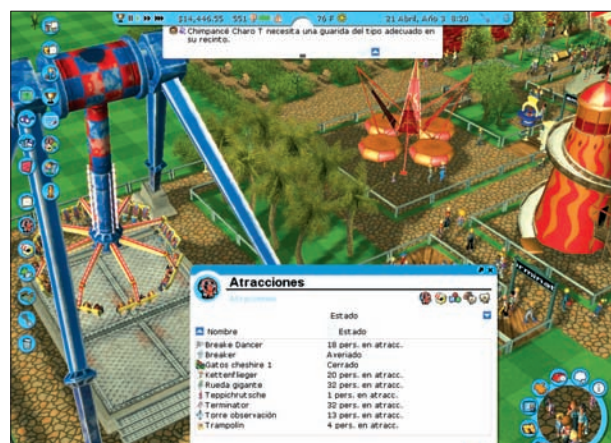 $14,446.55 551 76 F 21 Abril, Año 3 8:20
Chimpancé Charo T necesita una guarida del tipo adecuado en
su recinto.
Terminat
Atracciones
Atracciones
Estado
Nombre Estado
Breake Dancer 18 pers. en atracc.
Breaker Averiado
Gatos cheshire 1 Cerrado
Kettenflieger 20 pers. en atracc.
Rueda gigante 32 pers. en atracc.
Teppichrutsche 1 pers. en atracc.
Terminator 32 pers. en atracc.
Torre observación 13 pers. en atracc.
Trampolín 4 pers. en atracc.